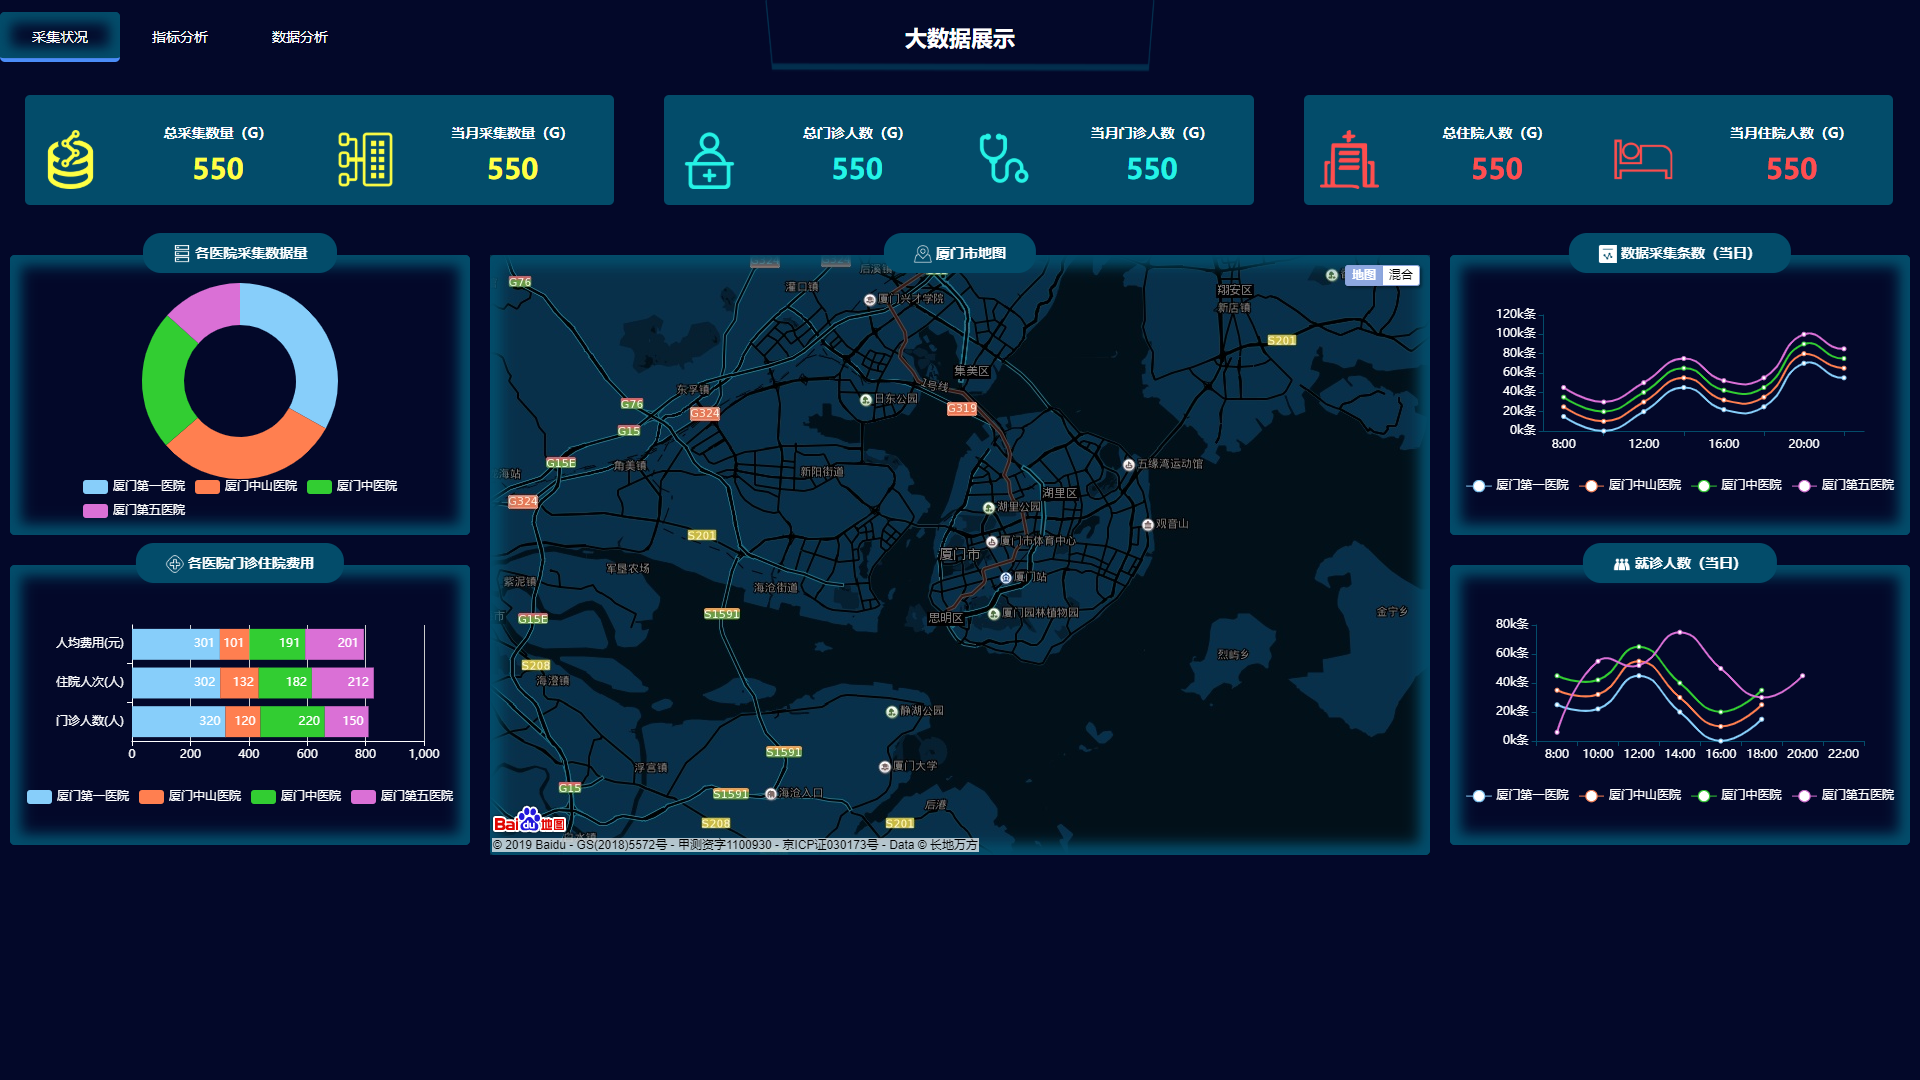 采集状况
指标分析
数据分析
大数据展示
总采集数量（G）
550
当月采集数量（G）
550
总门诊人数（G）
550
当月门诊人数（G）
550
总住院人数（G）
550
当月住院人数（G）
550
各医院采集数据量
厦门第一医院
厦门中山医院
厦门中医院
厦门第五医院
各医院门诊住院费用
人均费用(元)
301 101 191 201
住院人次(人)
302 132 182 212
门诊人数(人)
320 120 220 150
0 200 400 600 800 1,000
厦门第一医院
厦门中山医院
厦门中医院
厦门第五医院
厦门市地图
地图 混合
后溪镇
G76
灌口镇
厦门兴才学院
翔安区
新店镇
S201
集美区
1号线
东孚镇
日东公园
G76
G324
G319
G15
G15E
角美镇
海站
新阳街道
五缘湾运动馆
湖里区
G324
湖里公园
观音山
S201
厦门市体育中心
厦门市
军垦农场
紫泥镇
海沧街道
厦门站
市
G15E
S1591
思明区
厦门园林植物园
金宁乡
烈屿乡
S208
海澄镇
静湖公园
S1591
浮宫镇
厦门大学
G15
S1591
海沧入口
后港
S208
S201
白水镇
Bai du 地图
© 2019 Baidu - GS(2018)5572号 - 甲测资字1100930 - 京ICP证030173号 - Data © 长地万方
数据采集条数（当日）
120k条
100k条
80k条
60k条
40k条
20k条
0k条
8:00 12:00 16:00 20:00
厦门第一医院
厦门中山医院
厦门中医院
厦门第五医院
就诊人数（当日）
80k条
60k条
40k条
20k条
0k条
8:00 10:00 12:00 14:00 16:00 18:00 20:00 22:00
厦门第一医院
厦门中山医院
厦门中医院
厦门第五医院